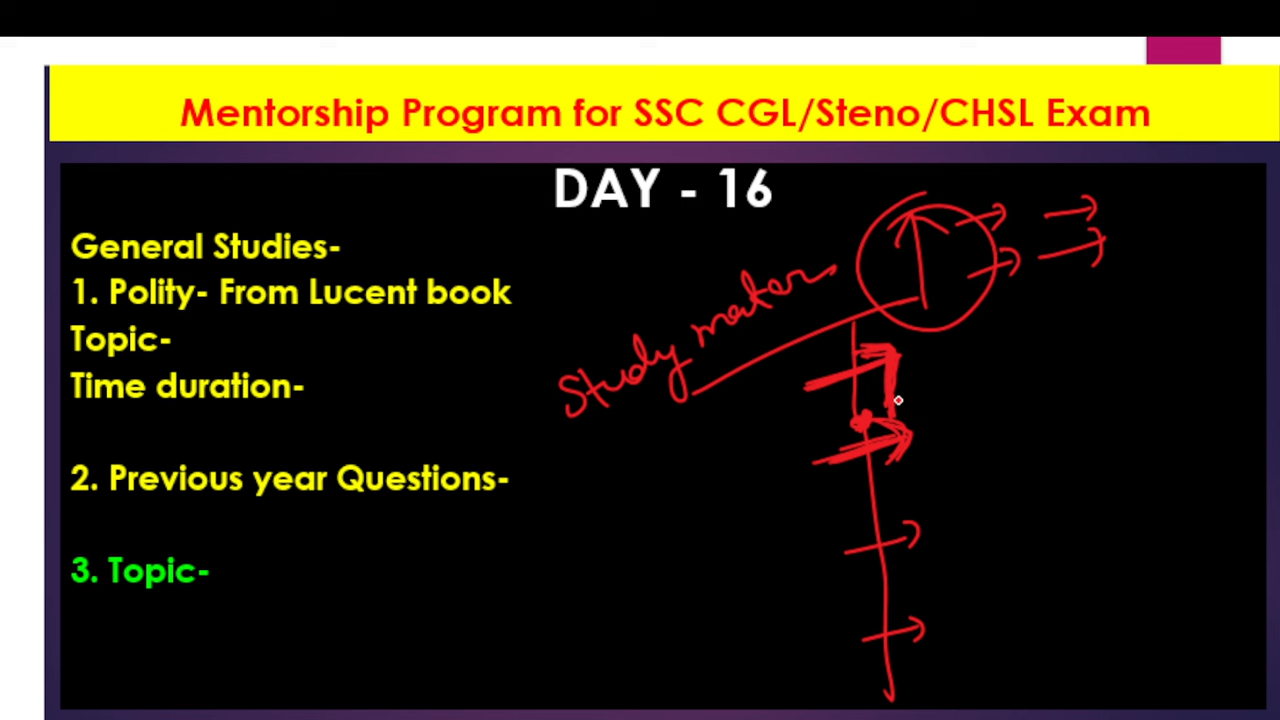 Mentorship Program for SSC CGL/Steno/CHSL Exam
DAY - 16
General Studies-
1. Polity- From Lucent book
Topic-
Time duration-
Study mater
2. Previous year Questions-
3. Topic-